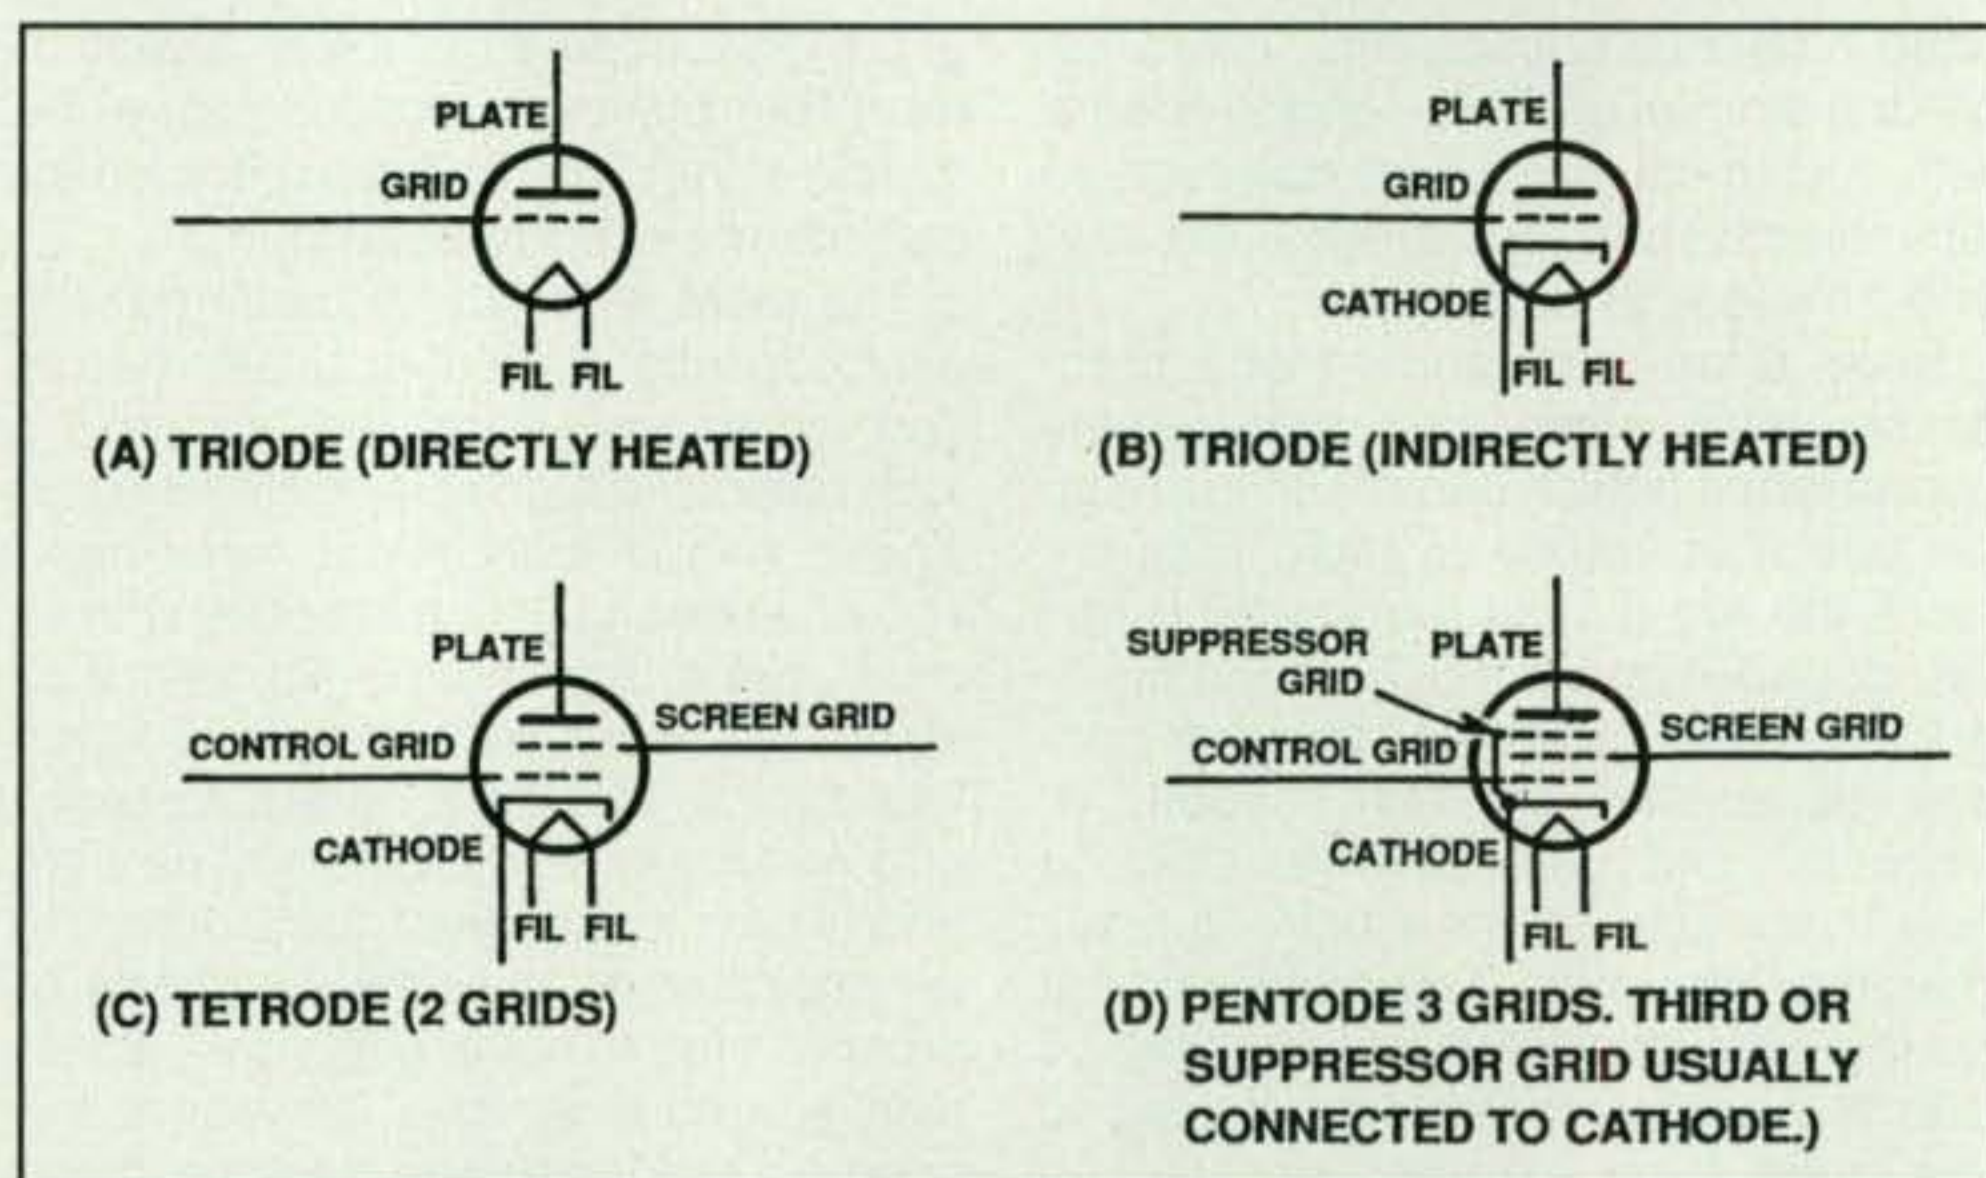 PLATE
GRID
FIL FIL
(A) TRIODE (DIRECTLY HEATED)
PLATE
GRID
CATHODE
FIL FIL
(B) TRIODE (INDIRECTLY HEATED)
PLATE
SCREEN GRID
CONTROL GRID
CATHODE
FIL FIL
(C) TETRODE (2 GRIDS)
SUPPRESSOR
GRID
PLATE
SCREEN GRID
CONTROL GRID
CATHODE
FIL FIL
(D) PENTODE 3 GRIDS. THIRD OR
SUPPRESSOR GRID USUALLY
CONNECTED TO CATHODE.)